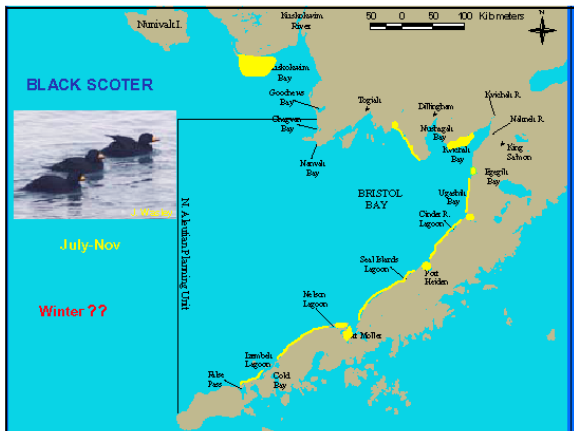 Nunivak I.
Kuskokwim
River
50 0 50 100 Kilometers
N
Kuskokwim
Bay
BLACK SCOTER
Goodnews
Bay
Chagvan
Bay
Togiak
Dillingham
Kvichak R.
Nushagak
Bay
Kvichak
Bay
Naknek R.
King
Salmon
Nanvak
Bay
Egegik
Bay
BRISTOL
BAY
Ugashik
Bay
Cinder R.
Lagoon
N. Aleutian Planning Unit
July-Nov
Seal Islands
Lagoon
Port
Heiden
Winter ??
Nelson
Lagoon
Port Moller
Izembek
Lagoon
Cold
Bay
False
Pass